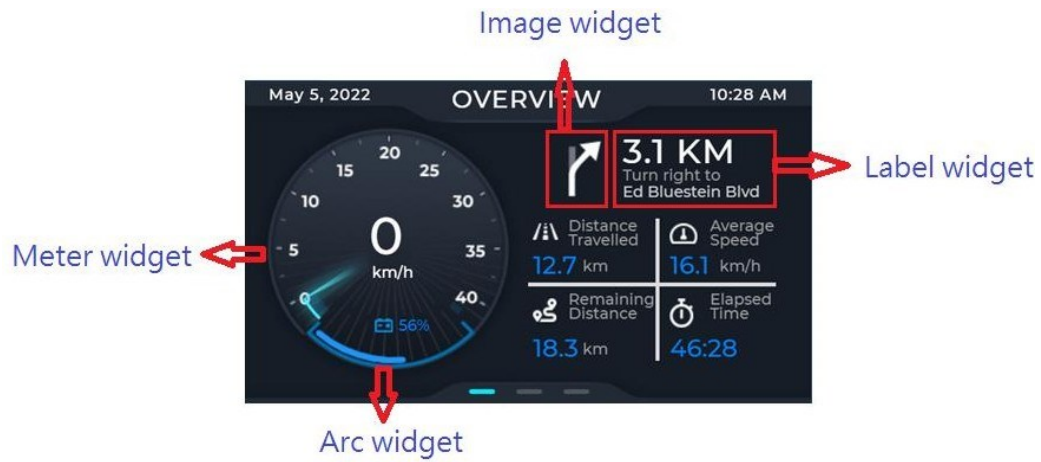 Image widget
May 5, 2022
OVERVIEW
10:28 AM
3.1 KM
Turn right to
Ed Bluestein Blvd
Label widget
20
15
25
10
30
5
35
0
40
0
km/h
56%
Meter widget
Distance
Travelled
12.7 km
Average
Speed
16.1 km/h
Remaining
Distance
18.3 km
Elapsed
Time
46:28
Arc widget